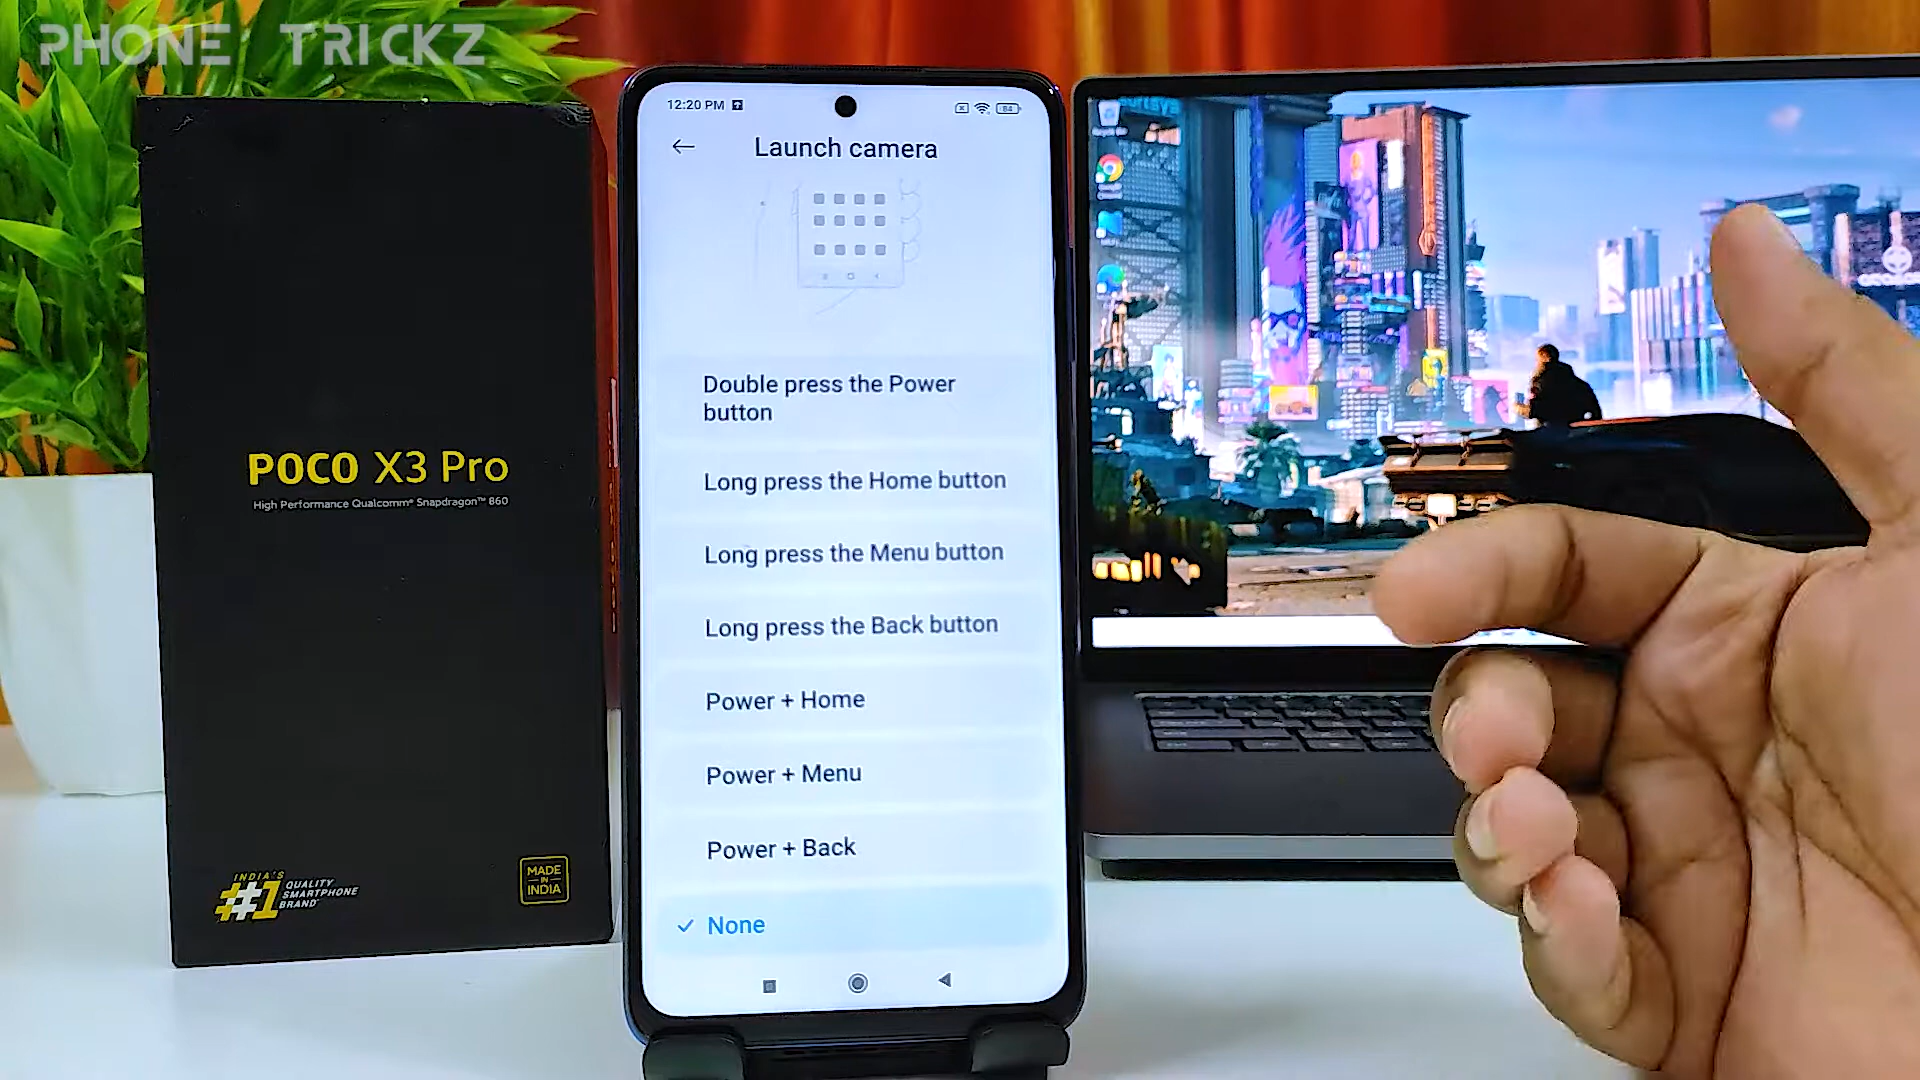 PHONE TRICKZ
POCO X3 Pro
High Performance Qualcomm® Snapdragon™ 860
INDIA'S
#1 QUALITY
SMARTPHONE
BRAND
MADE
IN
INDIA
12:20 PM
84
Launch camera
Double press the Power
button
Long press the Home button
Long press the Menu button
Long press the Back button
Power + Home
Power + Menu
Power + Back
None